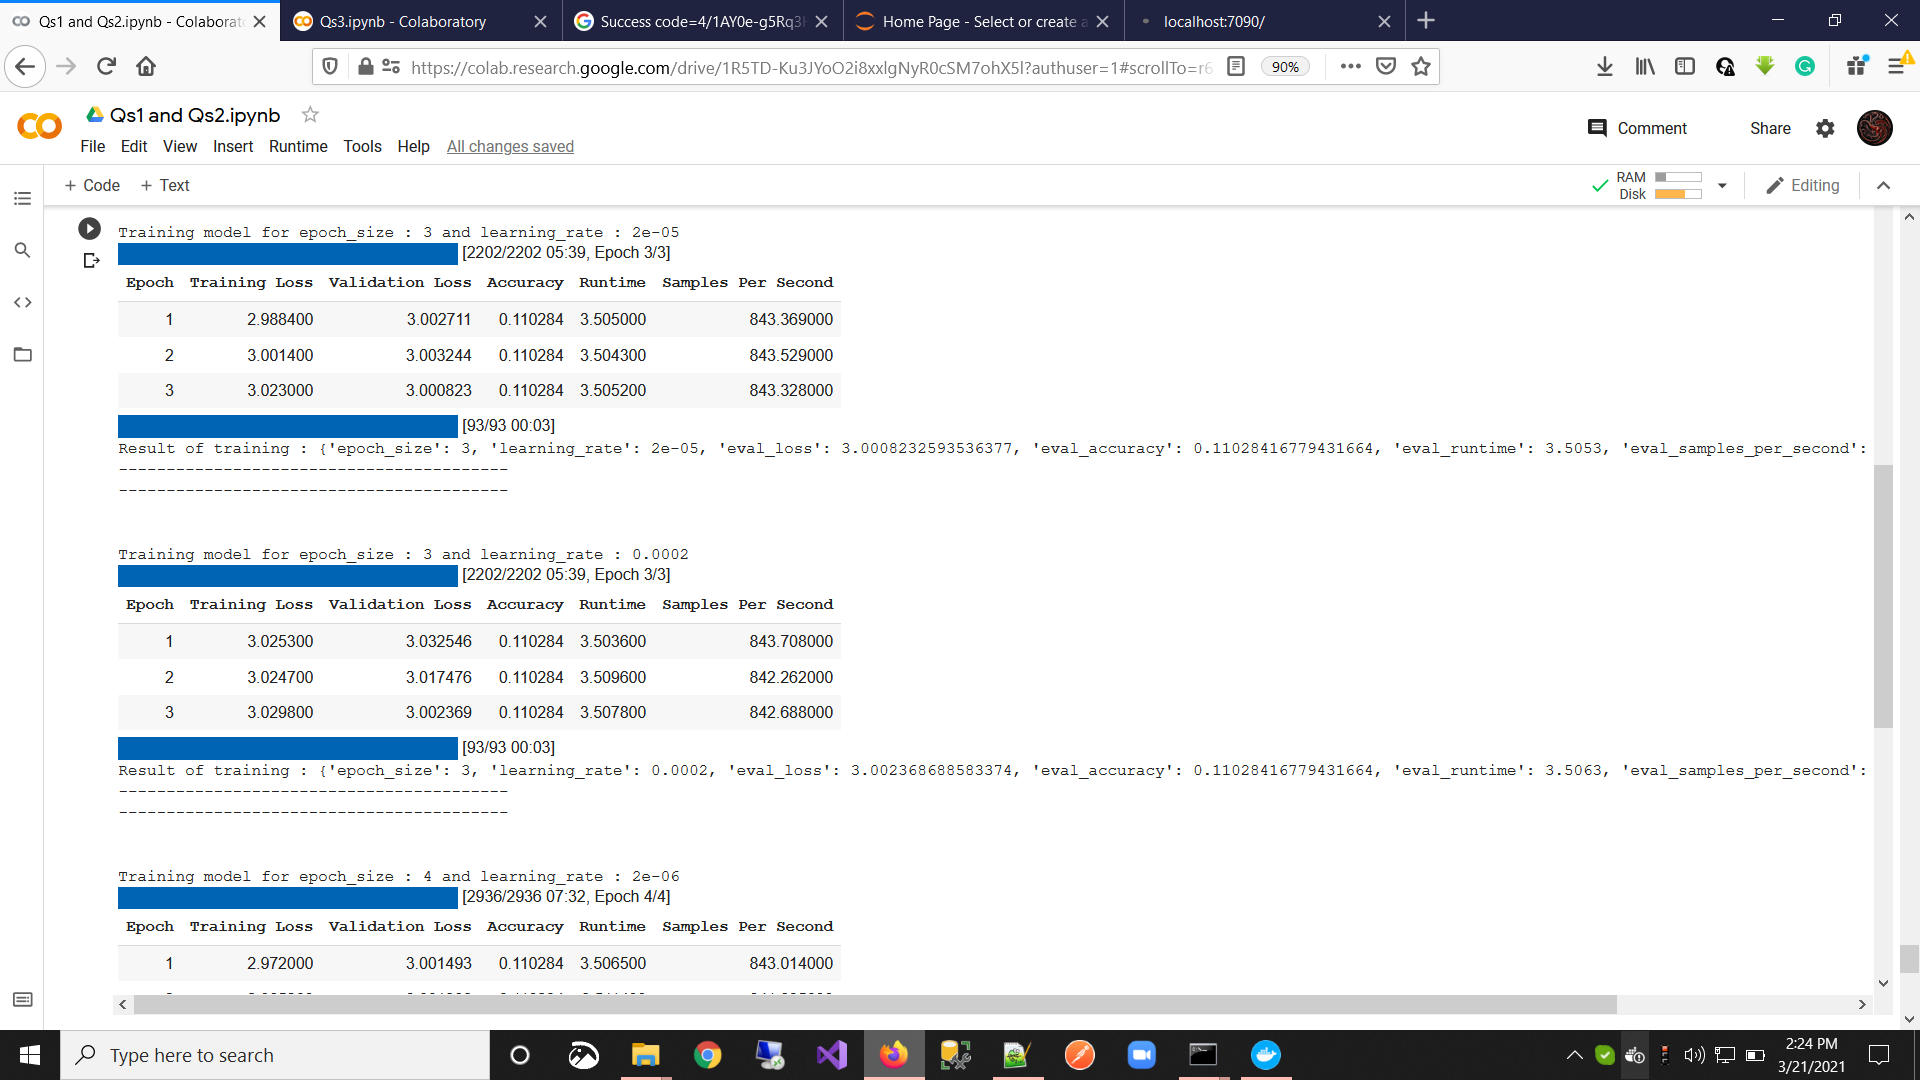 Qs1 and Qs2.ipynb - Colaborato
Qs3.ipynb - Colaboratory
Success code=4/1AY0e-g5Rq3
Home Page - Select or create a
localhost:7090/
https://colab.research.google.com/drive/1R5TD-Ku3JYoO2i8xxlgNyR0cSM7ohX5l?authuser=1#scrollTo=r6
90%
Qs1 and Qs2.ipynb
File Edit View Insert Runtime Tools Help All changes saved
Comment
Share
+ Code + Text
RAM
Disk
Editing
Training model for epoch_size : 3 and learning_rate : 2e-05
[2202/2202 05:39, Epoch 3/3]
Epoch Training Loss Validation Loss Accuracy Runtime Samples Per Second
1 2.988400 3.002711 0.110284 3.505000 843.369000
2 3.001400 3.003244 0.110284 3.504300 843.529000
3 3.023000 3.000823 0.110284 3.505200 843.328000
[93/93 00:03]
Result of training : {'epoch_size': 3, 'learning_rate': 2e-05, 'eval_loss': 3.0008232593536377, 'eval_accuracy': 0.11028416779431664, 'eval_runtime': 3.5053, 'eval_samples_per_second':
-----------------------------------------
-----------------------------------------
Training model for epoch_size : 3 and learning_rate : 0.0002
[2202/2202 05:39, Epoch 3/3]
Epoch Training Loss Validation Loss Accuracy Runtime Samples Per Second
1 3.025300 3.032546 0.110284 3.503600 843.708000
2 3.024700 3.017476 0.110284 3.509600 842.262000
3 3.029800 3.002369 0.110284 3.507800 842.688000
[93/93 00:03]
Result of training : {'epoch_size': 3, 'learning_rate': 0.0002, 'eval_loss': 3.002368688583374, 'eval_accuracy': 0.11028416779431664, 'eval_runtime': 3.5063, 'eval_samples_per_second':
-----------------------------------------
-----------------------------------------
Training model for epoch_size : 4 and learning_rate : 2e-06
[2936/2936 07:32, Epoch 4/4]
Epoch Training Loss Validation Loss Accuracy Runtime Samples Per Second
1 2.972000 3.001493 0.110284 3.506500 843.014000
Type here to search
2:24 PM
3/21/2021